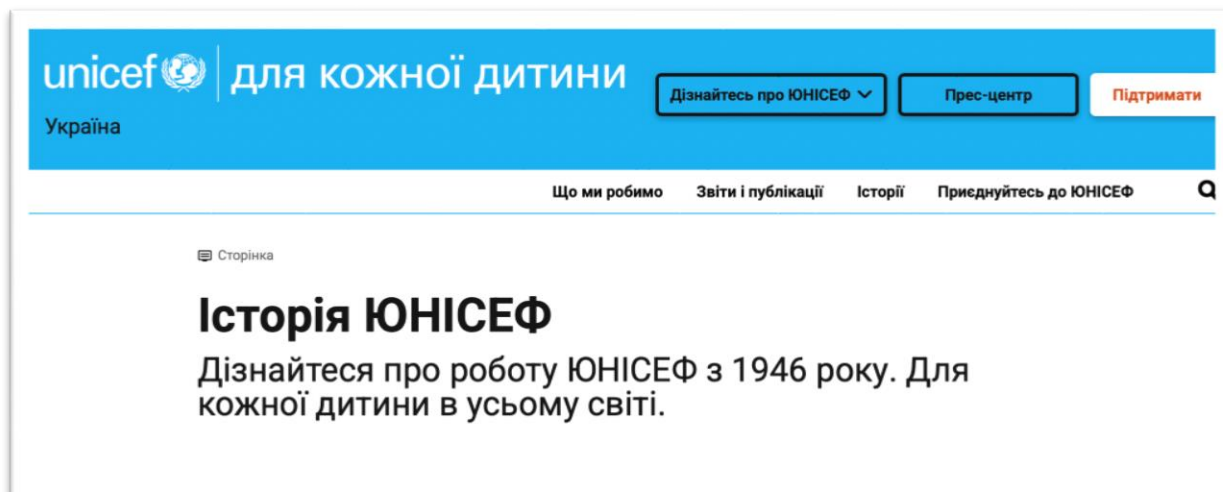 unicef для кожної дитини
Україна
Дізнайтесь про ЮНІСЕФ
Прес-центр
Підтримати
Що ми робимо Звіти і публікації Історії Приєднуйтесь до ЮНІСЕФ
Сторінка
Історія ЮНІСЕФ
Дізнайтеся про роботу ЮНІСЕФ з 1946 року. Для
кожної дитини в усьому світі.